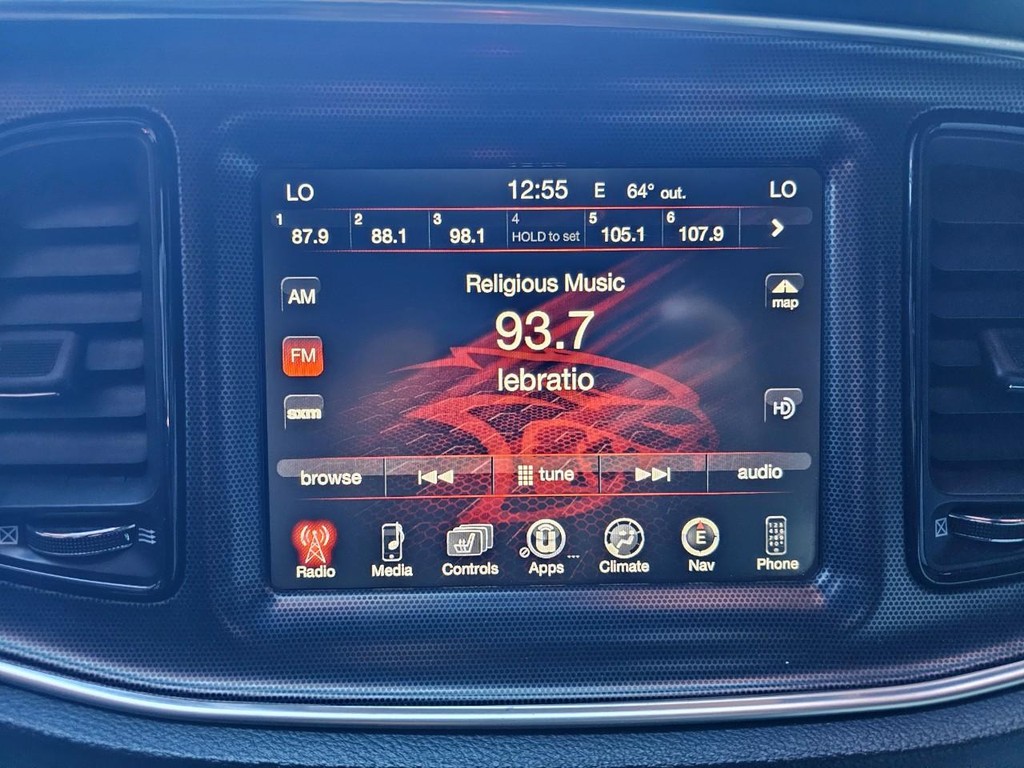 LO 12:55 E 64° out. LO
1 87.9 2 88.1 3 98.1 4 HOLD to set 5 105.1 6 107.9
Religious Music
AM
map
93.7
FM
lebratio
sxm
HD
browse tune audio
E
Radio Media Controls Apps Climate Nav Phone